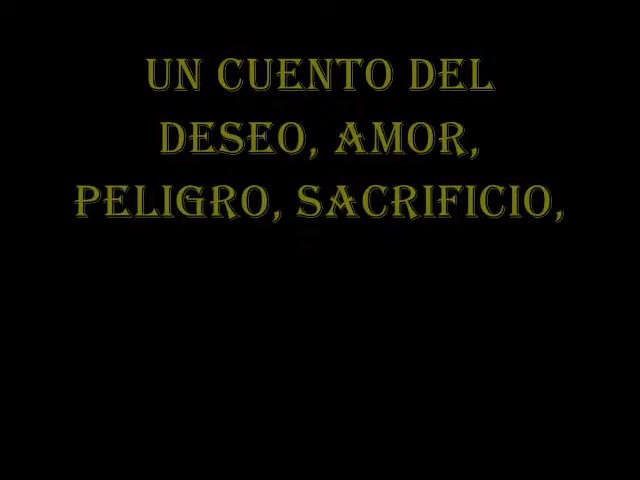 UN CUENTO DEL
DESEO, AMOR,
PELIGRO, SACRIFICIO,